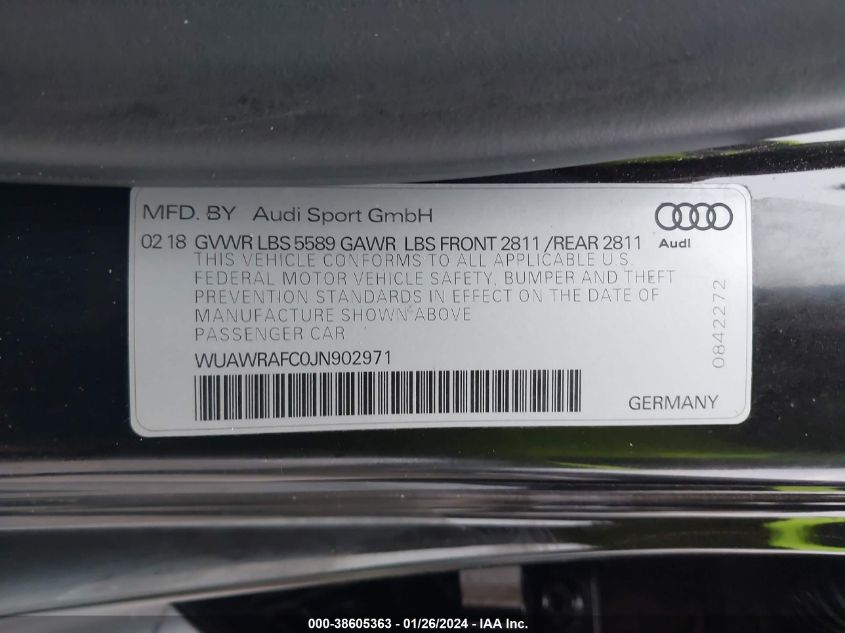 MFD. BY Audi Sport GmbH
Audi
02 18 GVWR LBS 5589 GAWR LBS FRONT 2811 /REAR 2811
THIS VEHICLE CONFORMS TO ALL APPLICABLE U.S.
FEDERAL MOTOR VEHICLE SAFETY, BUMPER AND THEFT
PREVENTION STANDARDS IN EFFECT ON THE DATE OF
MANUFACTURE SHOWN ABOVE
PASSENGER CAR
WUAWRAFC0JN902971
0842272
GERMANY
000-38605363 - 01/26/2024 - IAA Inc.